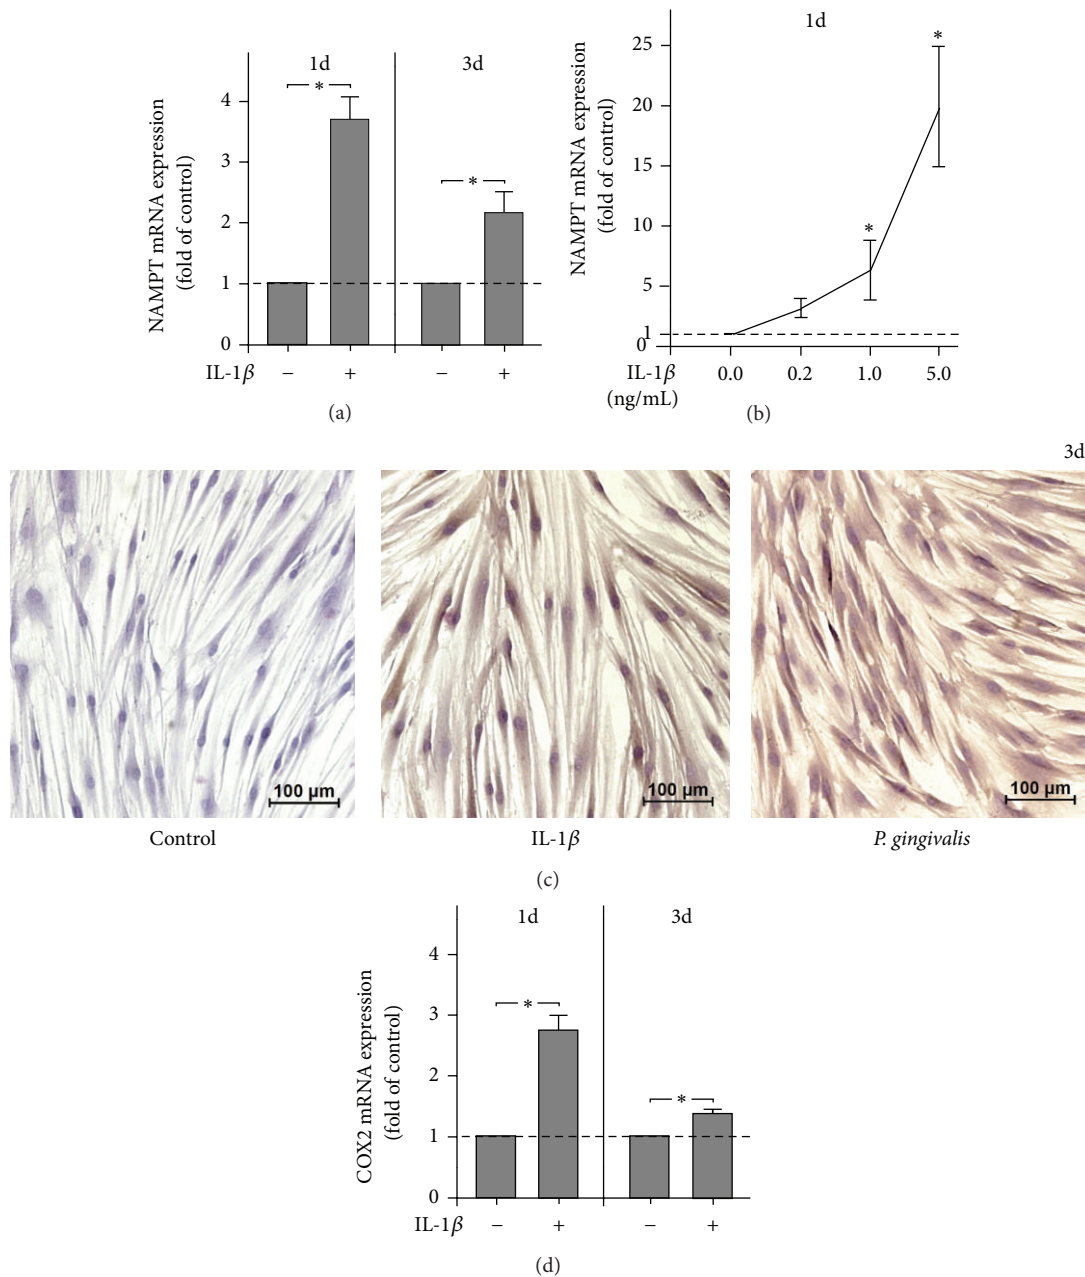 1d
3d
NAMPT mRNA expression
(fold of control)
4
3
2
1
0
*
*
IL-1β
−
+
−
+
(a)
1d
NAMPT mRNA expression
(fold of control)
25
20
15
10
5
1
0
*
*
IL-1β
(ng/mL)
0.0
0.2
1.0
5.0
(b)
3d
100 µm
100 µm
100 µm
Control
IL-1β
P. gingivalis
(c)
1d
3d
COX2 mRNA expression
(fold of control)
4
3
2
1
0
*
*
IL-1β
−
+
−
+
(d)